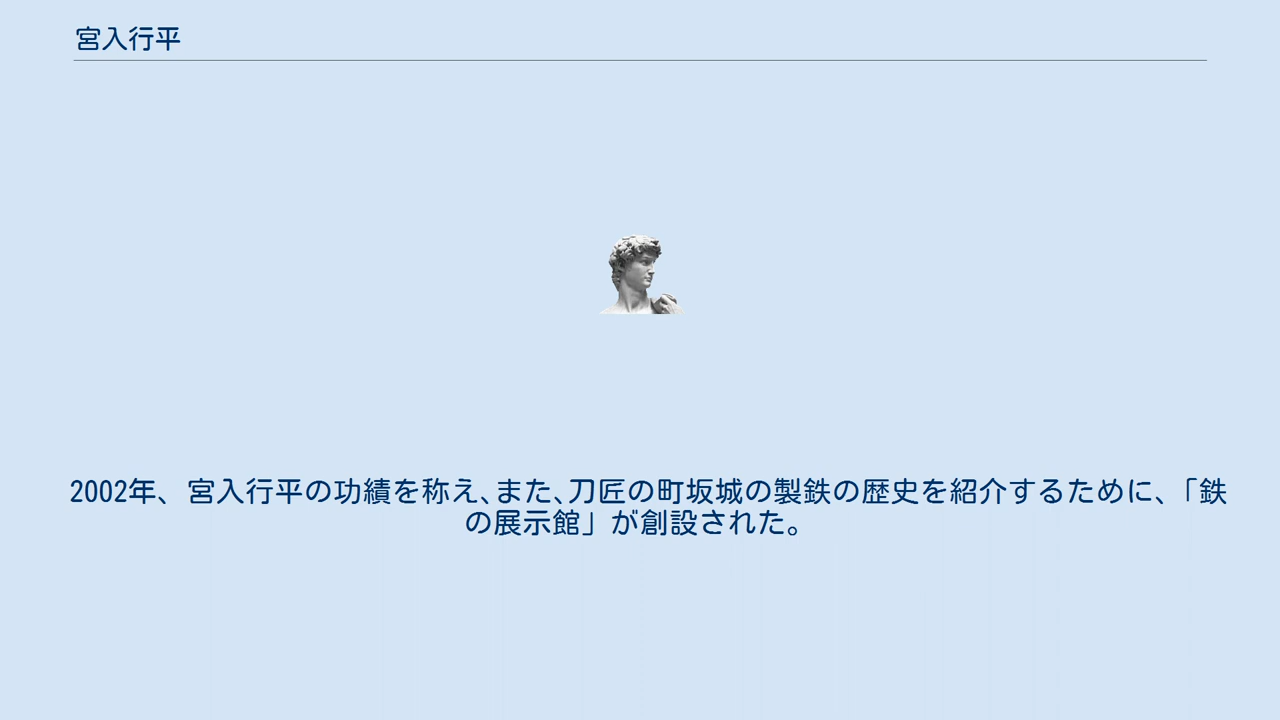 宮入行平
2002年、宮入行平の功績を称え､また､刀匠の町坂城の製鉄の歴史を紹介するために、「鉄
の展示館」が創設された。